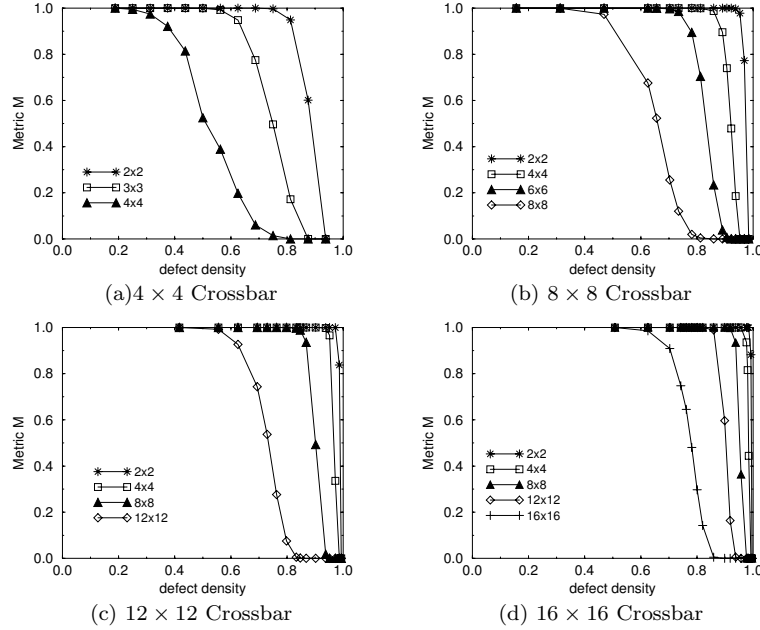 1.0
0.8
0.6
0.4
0.2
0.0
Metric M
2x2
3x3
4x4
0.0 0.2 0.4 0.6 0.8 1.0
defect density
(a)4 × 4 Crossbar
1.0
0.8
0.6
0.4
0.2
0.0
Metric M
2x2
4x4
6x6
8x8
0.0 0.2 0.4 0.6 0.8 1.0
defect density
(b) 8 × 8 Crossbar
1.0
0.8
0.6
0.4
0.2
0.0
Metric M
2x2
4x4
8x8
12x12
0.0 0.2 0.4 0.6 0.8 1.0
defect density
(c) 12 × 12 Crossbar
1.0
0.8
0.6
0.4
0.2
0.0
Metric M
2x2
4x4
8x8
12x12
16x16
0.0 0.2 0.4 0.6 0.8 1.0
defect density
(d) 16 × 16 Crossbar